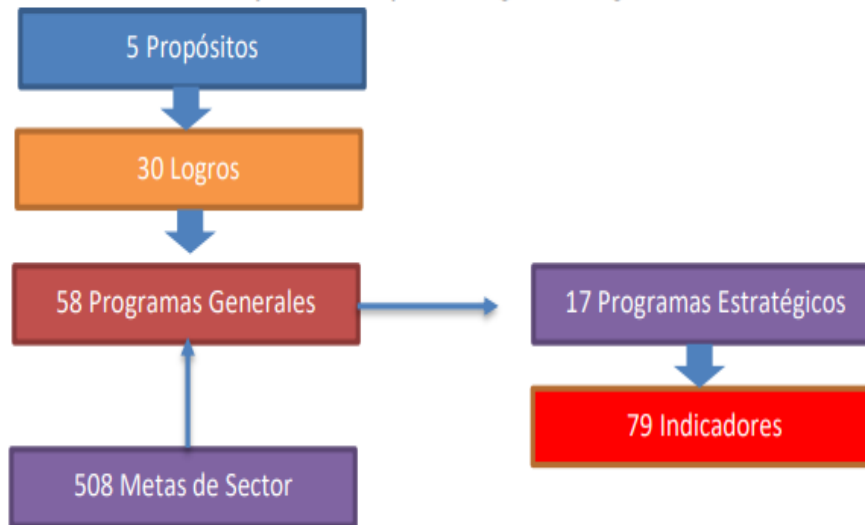 5 Propósitos
30 Logros
58 Programas Generales
17 Programas Estratégicos
79 Indicadores
508 Metas de Sector